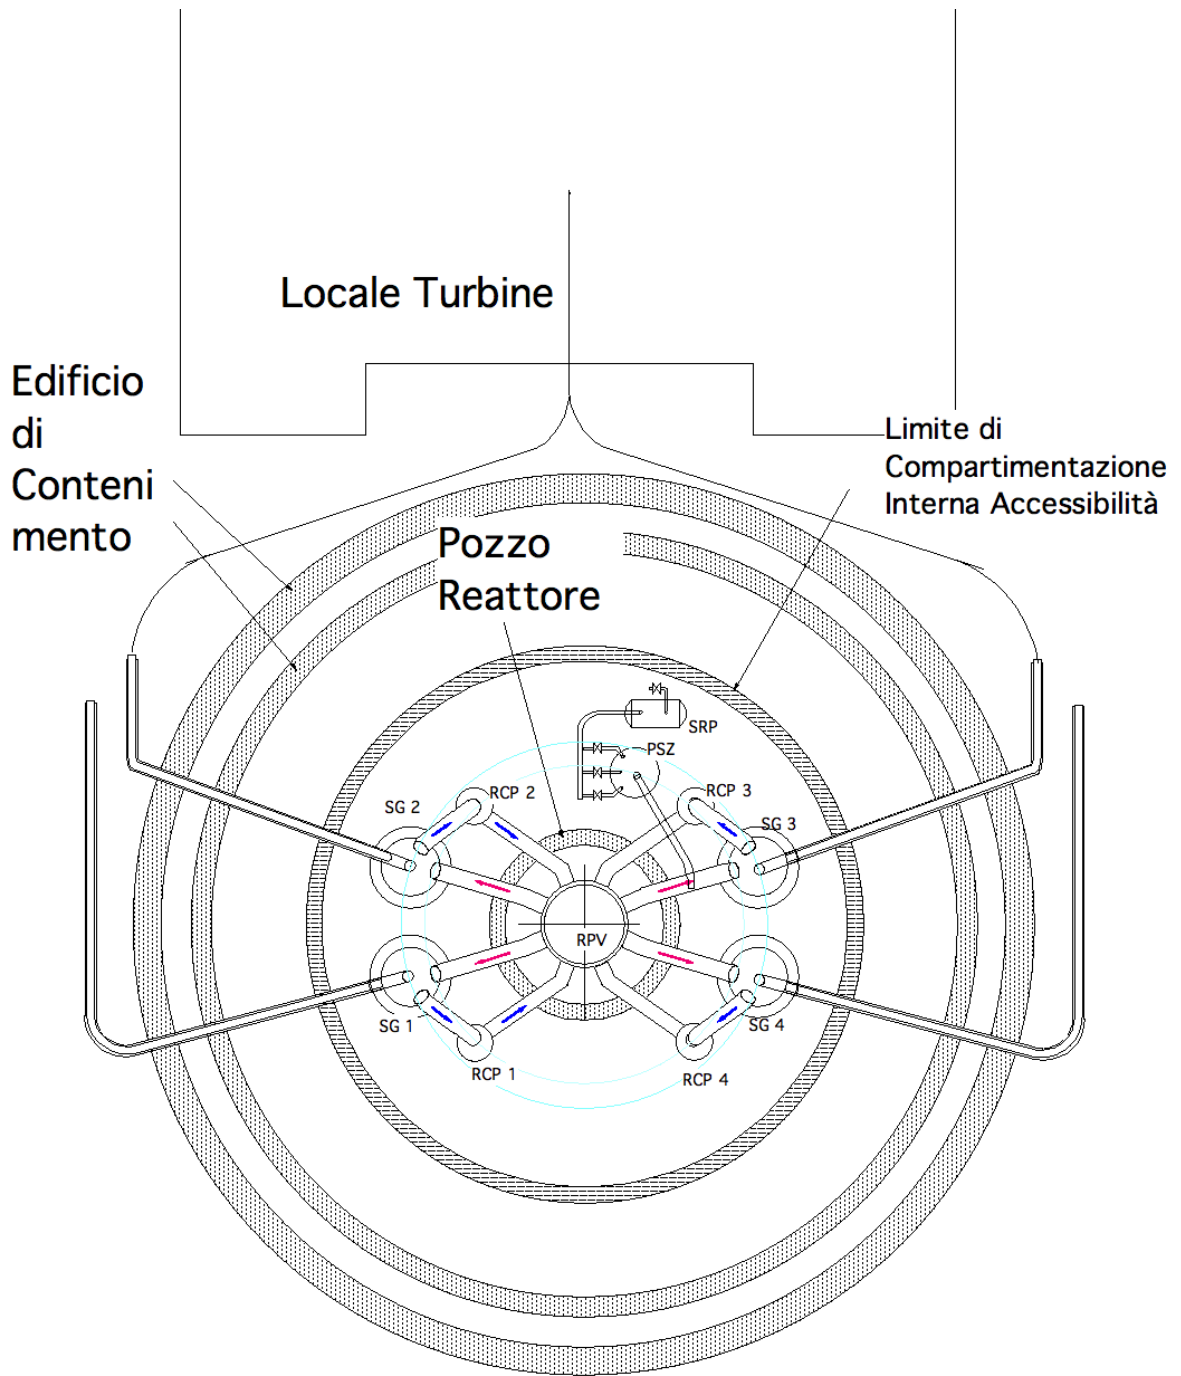 Locale Turbine
Edificio
di
Conteni
mento
Limite di
Compartimentazione
Interna Accessibilità
Pozzo
Reattore
SRP
PSZ
RCP 2
RCP 3
SG 2
SG 3
RPV
SG 1
SG 4
RCP 1
RCP 4